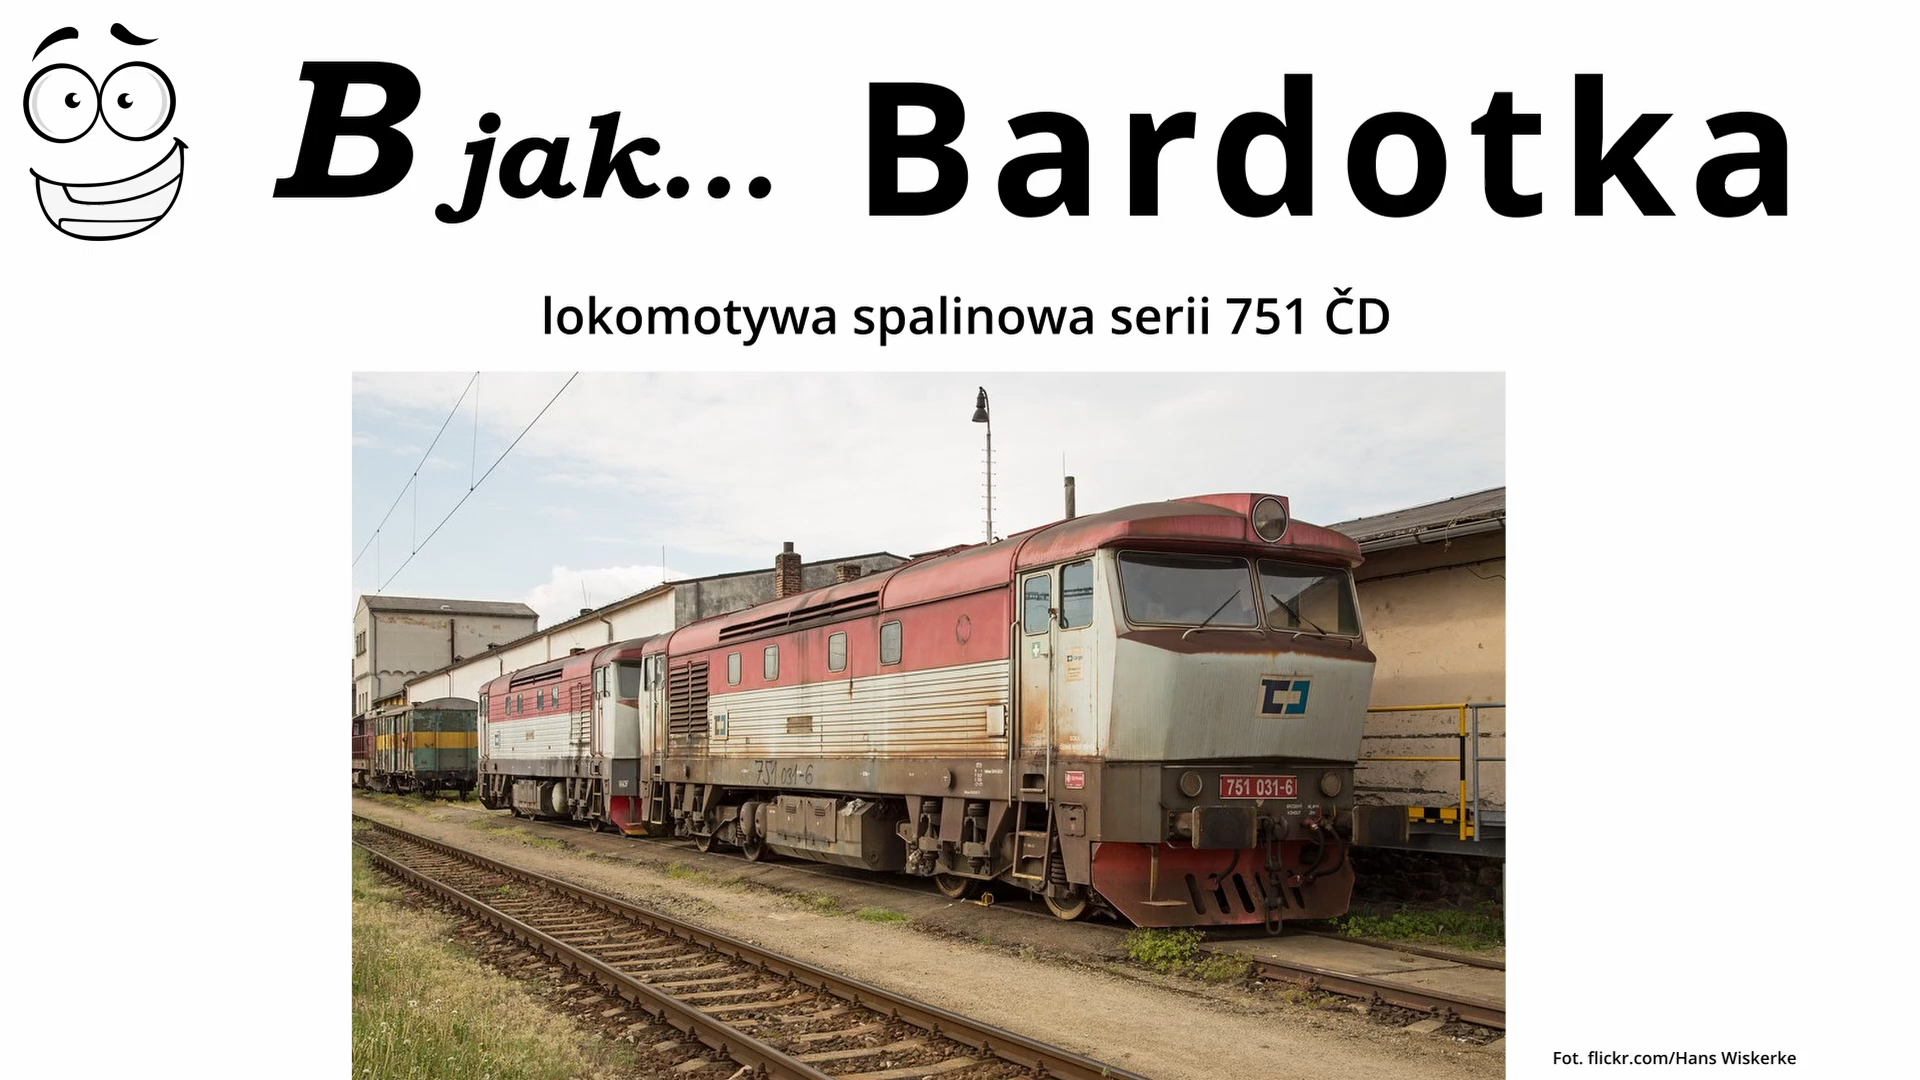 B jak... Bardotka
lokomotywa spalinowa serii 751 ČD
751 031-6
751 031-6
Fot. flickr.com/Hans Wiskerke